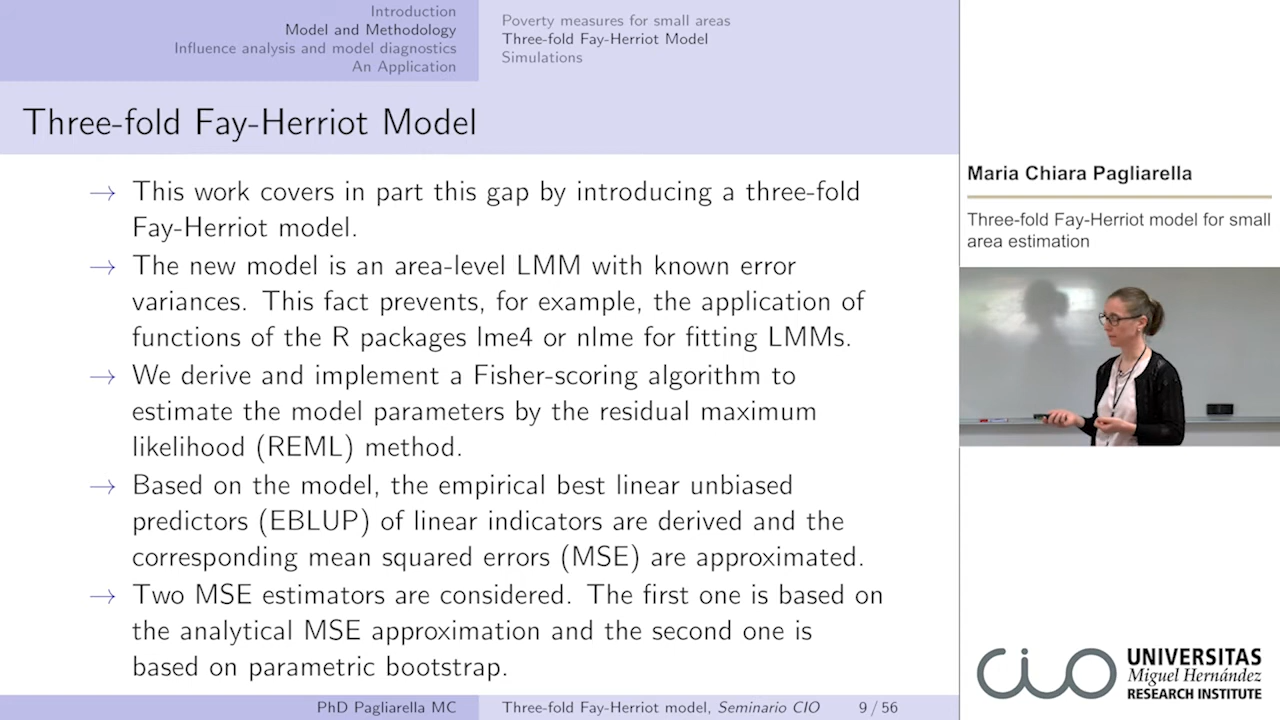 Introduction
Model and Methodology
Influence analysis and model diagnostics
An Application
Poverty measures for small areas
Three-fold Fay-Herriot Model
Simulations
Three-fold Fay-Herriot Model
→ This work covers in part this gap by introducing a three-fold
Fay-Herriot model.
→ The new model is an area-level LMM with known error
variances. This fact prevents, for example, the application of
functions of the R packages lme4 or nlme for fitting LMMs.
→ We derive and implement a Fisher-scoring algorithm to
estimate the model parameters by the residual maximum
likelihood (REML) method.
→ Based on the model, the empirical best linear unbiased
predictors (EBLUP) of linear indicators are derived and the
corresponding mean squared errors (MSE) are approximated.
→ Two MSE estimators are considered. The first one is based on
the analytical MSE approximation and the second one is
based on parametric bootstrap.
PhD Pagliarella MC
Three-fold Fay-Herriot model, Seminario CIO
9 / 56
Maria Chiara Pagliarella
Three-fold Fay-Herriot model for small
area estimation
cio
UNIVERSITAS
Miguel Hernández
RESEARCH INSTITUTE